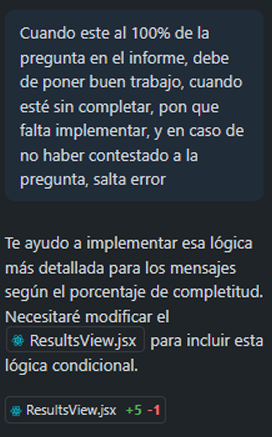 Cuando este al 100% de la
pregunta en el informe, debe
de poner buen trabajo, cuando
esté sin completar, pon que
falta implementar, y en caso de
no haber contestado a la
pregunta, salta error
Te ayudo a implementar esa lógica
más detallada para los mensajes
según el porcentaje de completitud.
Necesitaré modificar el
ResultsView.jsx para incluir esta
lógica condicional.
ResultsView.jsx +5 -1